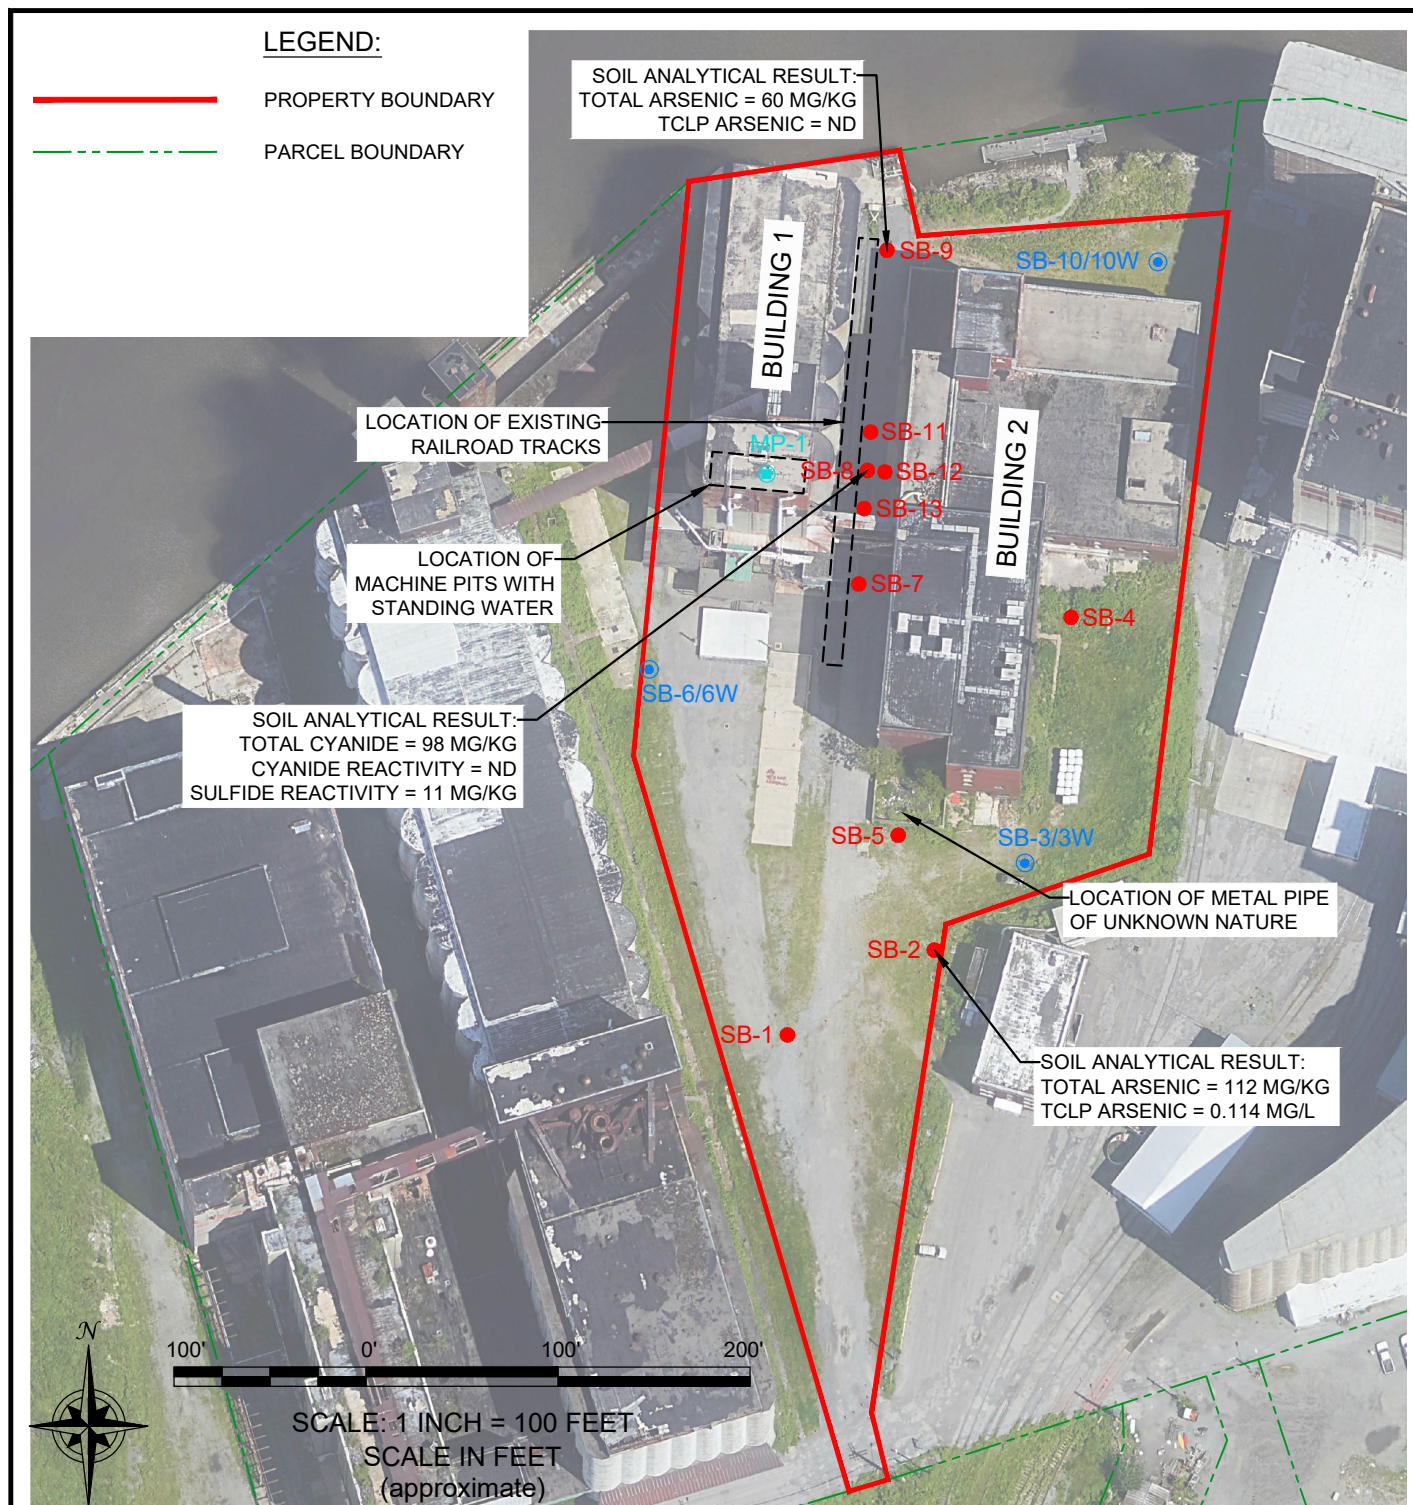 LEGEND:
PROPERTY BOUNDARY
PARCEL BOUNDARY
SOIL ANALYTICAL RESULT:
TOTAL ARSENIC = 60 MG/KG
TCLP ARSENIC = ND
BUILDING 1
SB-9
SB-10/10W
LOCATION OF EXISTING
RAILROAD TRACKS
SB-11
MP-1
SB-8
SB-12
BUILDING 2
SB-13
LOCATION OF
MACHINE PITS WITH
STANDING WATER
SB-7
SB-4
SB-6/6W
SOIL ANALYTICAL RESULT:
TOTAL CYANIDE = 98 MG/KG
CYANIDE REACTIVITY = ND
SULFIDE REACTIVITY = 11 MG/KG
SB-5
SB-3/3W
LOCATION OF METAL PIPE
OF UNKNOWN NATURE
SB-2
SB-1
SOIL ANALYTICAL RESULT:
TOTAL ARSENIC = 112 MG/KG
TCLP ARSENIC = 0.114 MG/L
N
100' 0' 100' 200'
SCALE: 1 INCH = 100 FEET
SCALE IN FEET
(approximate)